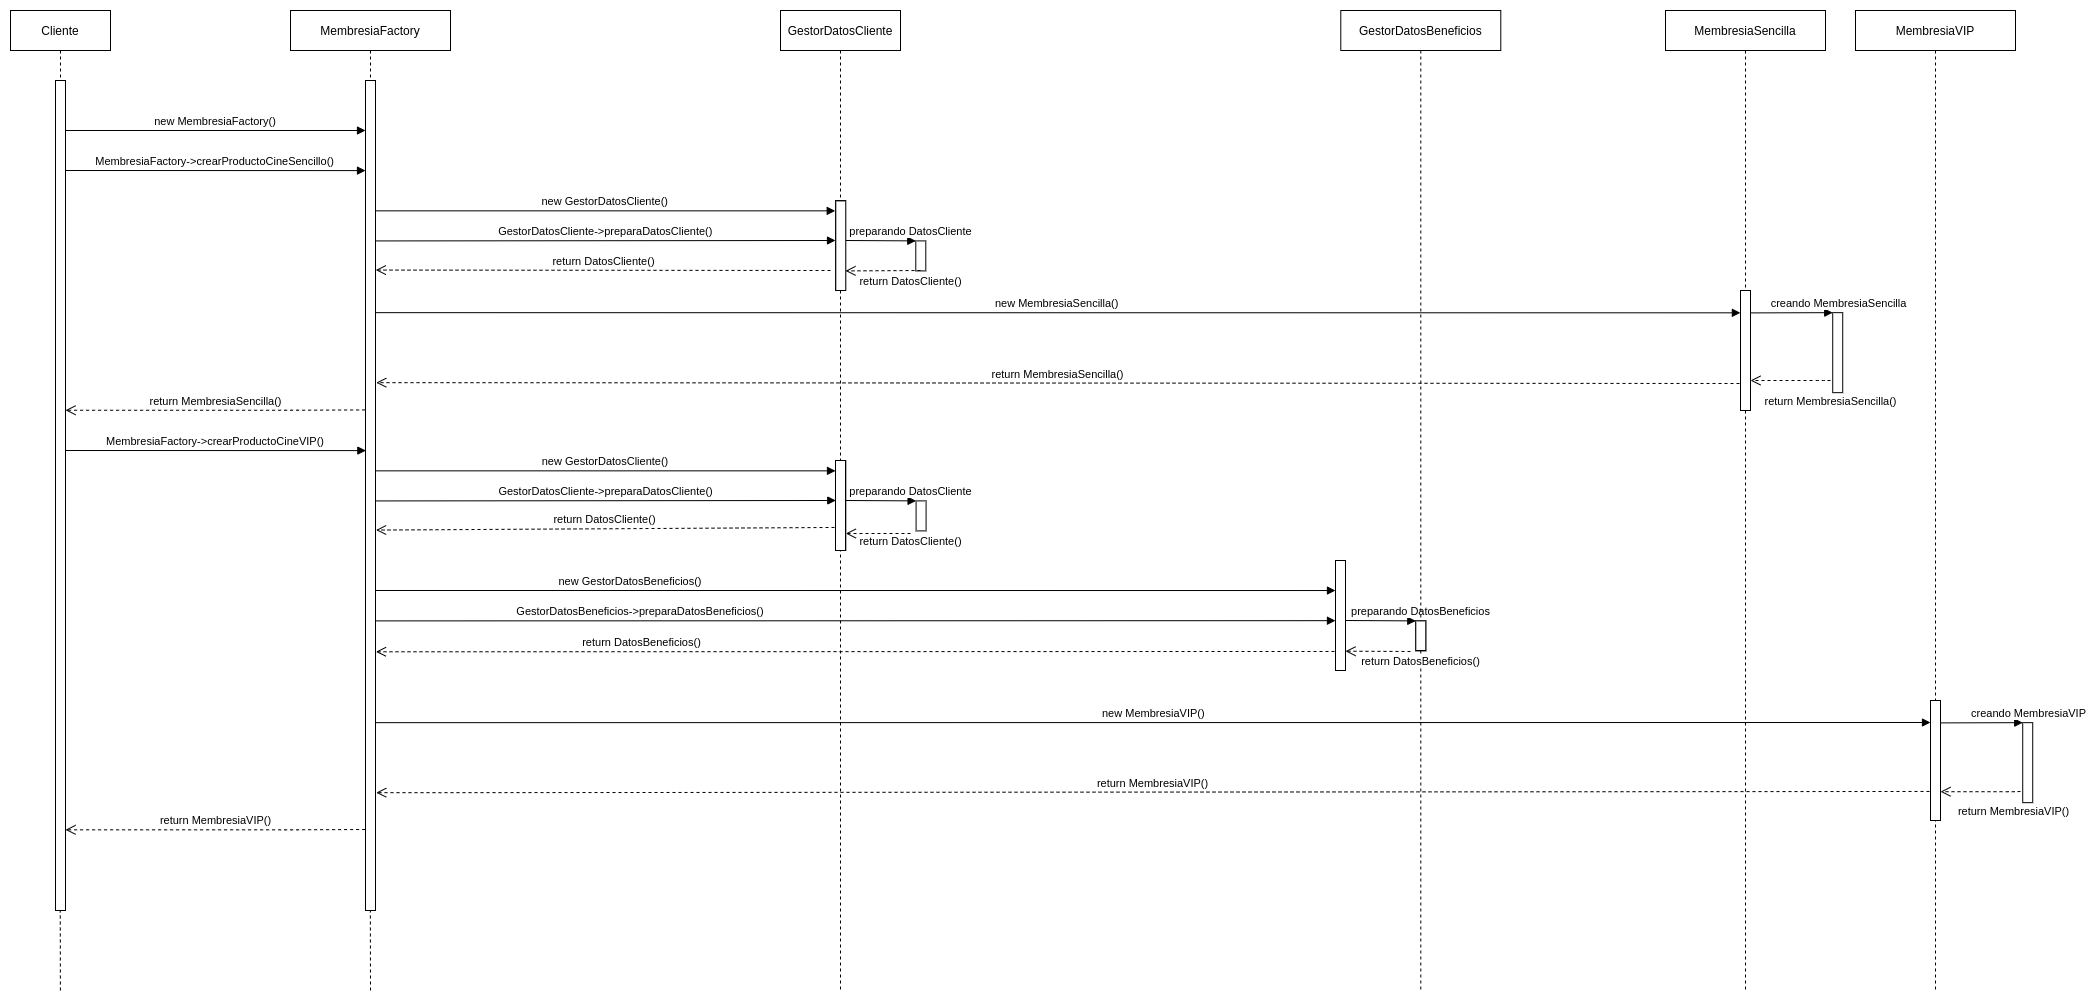 Cliente
MembresiaFactory
GestorDatosCliente
GestorDatosBeneficios
MembresiaSencilla
MembresiaVIP
new MembresiaFactory()
MembresiaFactory->crearProductoCineSencillo()
new GestorDatosCliente()
GestorDatosCliente->preparaDatosCliente()
preparando DatosCliente
return DatosCliente()
return DatosCliente()
new MembresiaSencilla()
creando MembresiaSencilla
return MembresiaSencilla()
return MembresiaSencilla()
return MembresiaSencilla()
MembresiaFactory->crearProductoCineVIP()
new GestorDatosCliente()
GestorDatosCliente->preparaDatosCliente()
preparando DatosCliente
return DatosCliente()
return DatosCliente()
new GestorDatosBeneficios()
GestorDatosBeneficios->preparaDatosBeneficios()
preparando DatosBeneficios
return DatosBeneficios()
return DatosBeneficios()
new MembresiaVIP()
creando MembresiaVIP
return MembresiaVIP()
return MembresiaVIP()
return MembresiaVIP()